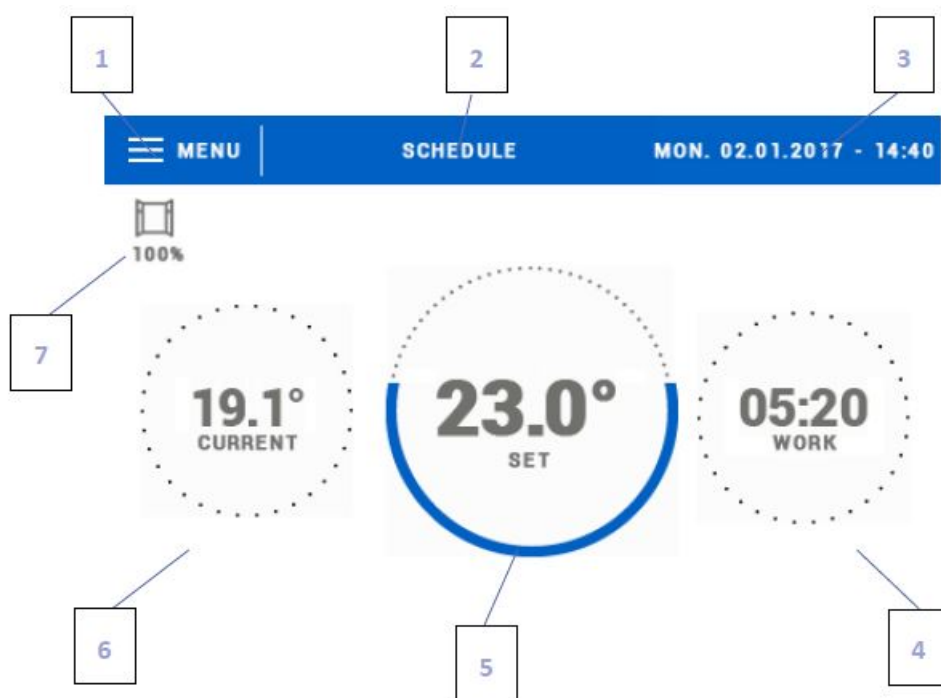 1 2 3
MENU SCHEDULE MON. 02.01.2017 - 14:40
100%
7
19.1°
CURRENT
23.0°
SET
05:20
WORK
6 5 4